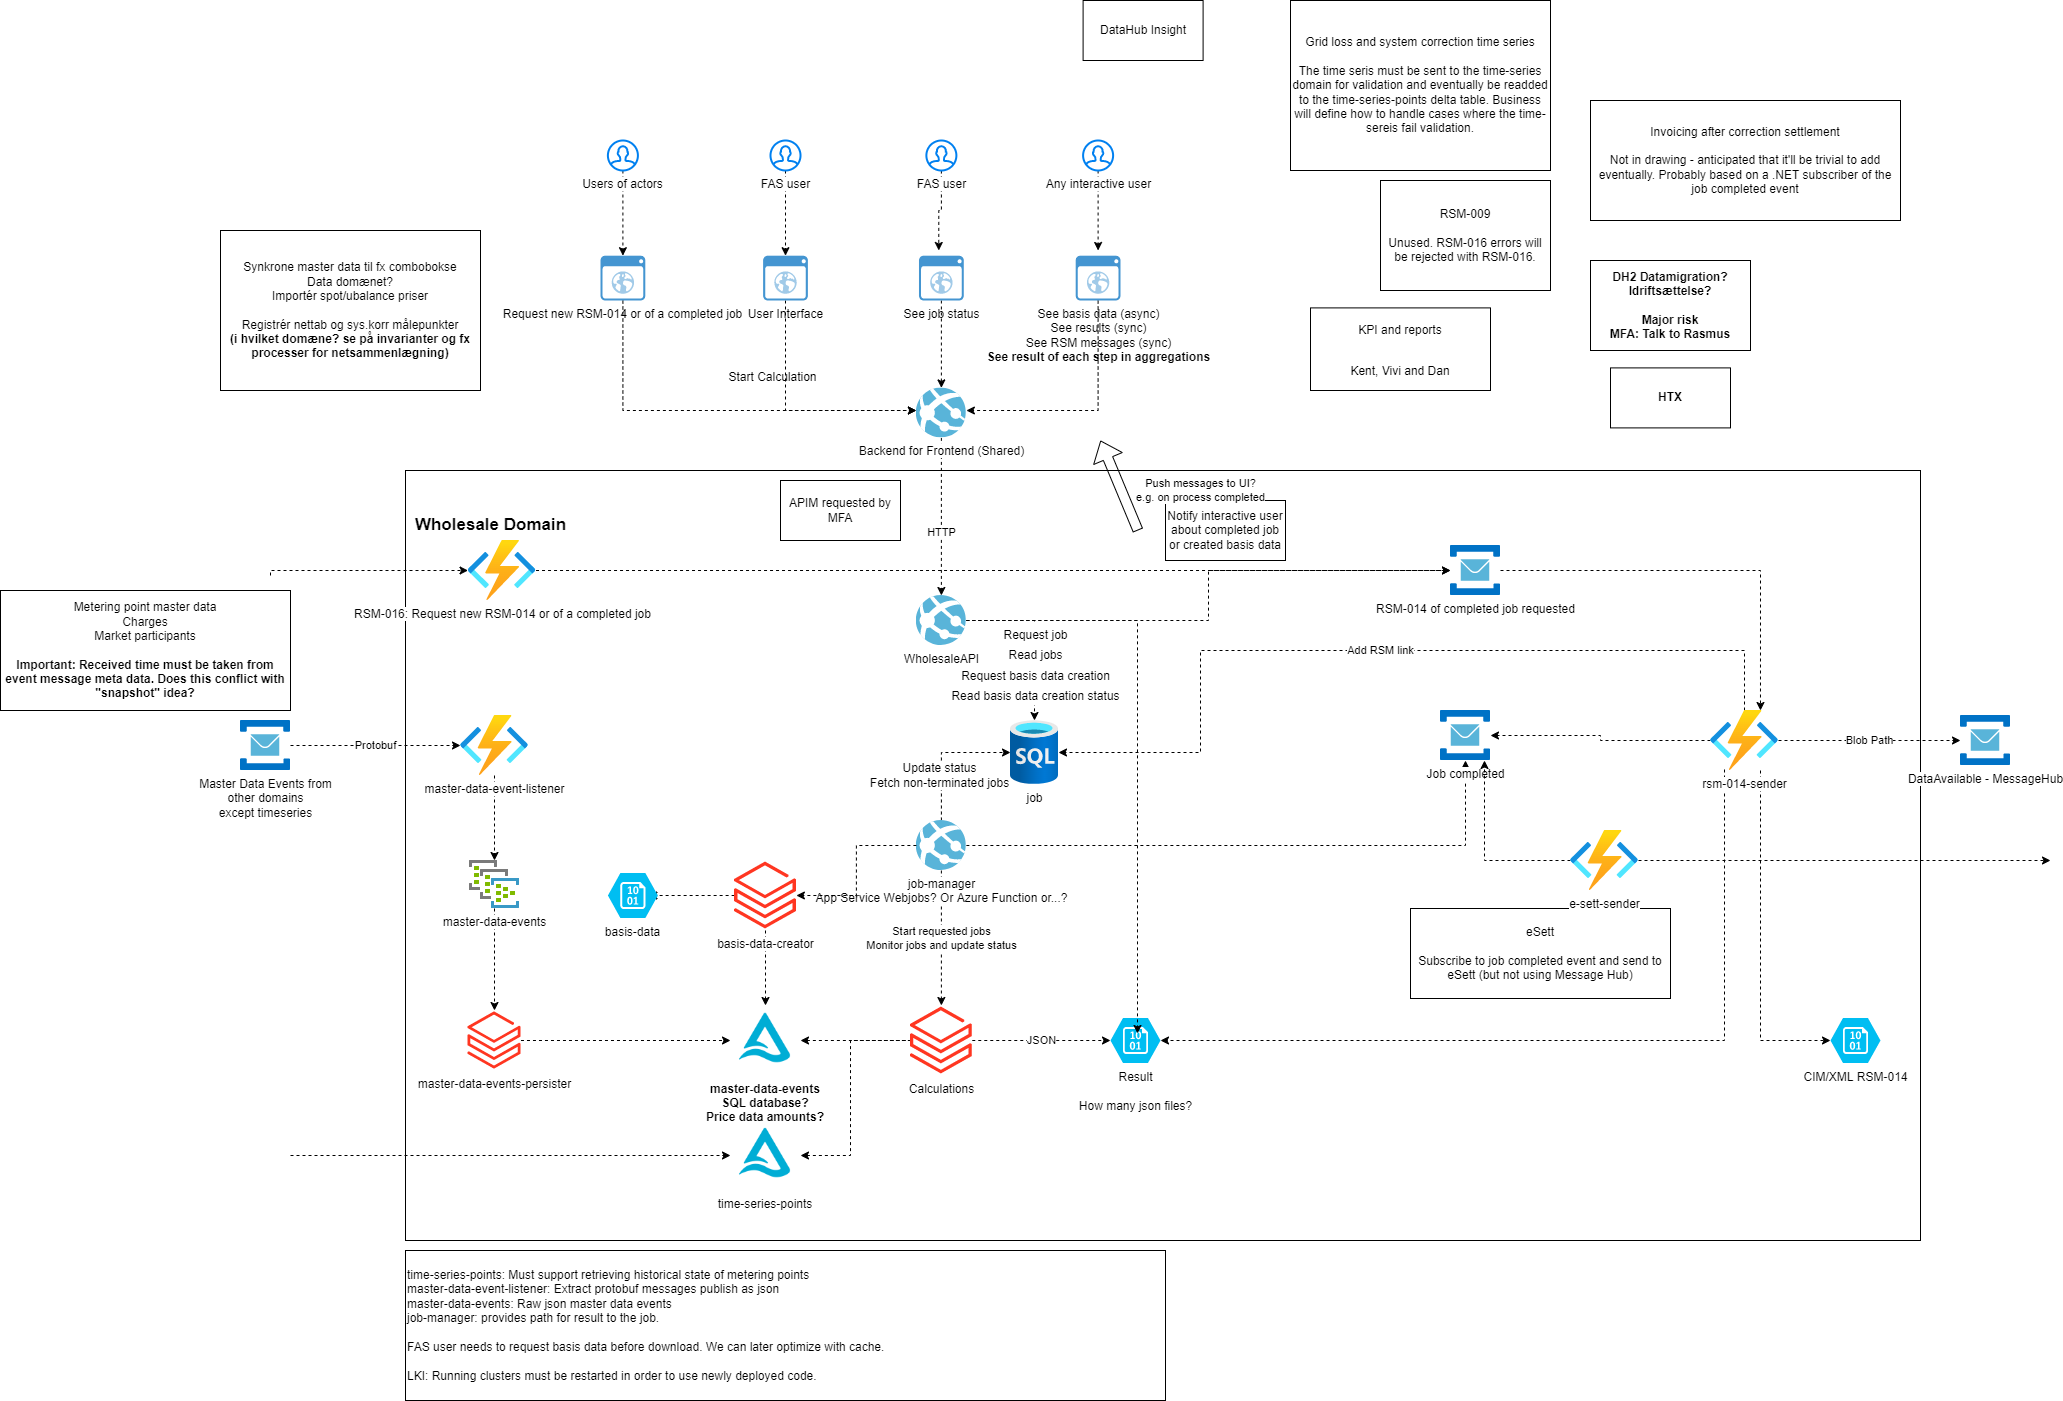 DataHub Insight
Grid loss and system correction time series
The time seris must be sent to the time-series
domain for validation and eventually be readded
to the time-series-points delta table. Business
will define how to handle cases where the time-
sereis fail validation.
Invoicing after correction settlement
Not in drawing - anticipated that it'll be trivial to add
eventually. Probably based on a .NET subscriber of the
job completed event
Users of actors
FAS user
FAS user
Any interactive user
RSM-009
Unused. RSM-016 errors will
be rejected with RSM-016.
Synkrone master data til fx combobokse
Data domænet?
Importér spot/ubalance priser
Registrér nettab og sys.korr målepunkter
(i hvilket domæne? se på invarianter og fx
processer for netsammenlægning)
DH2 Datamigration?
Idriftsættelse?
Major risk
MFA: Talk to Rasmus
Request new RSM-014 or of a completed job
User Interface
See job status
See basis data (async)
See results (sync)
See RSM messages (sync)
See result of each step in aggregations
KPI and reports
Kent, Vivi and Dan
Start Calculation
HTX
Backend for Frontend (Shared)
APIM requested by
MFA
Push messages to UI?
e.g. on process completed
Notify interactive user
about completed job
or created basis data
Wholesale Domain
HTTP
RSM-016: Request new RSM-014 or of a completed job
RSM-014 of completed job requested
Metering point master data
Charges
Market participants
Important: Received time must be taken from
event message meta data. Does this conflict with
"snapshot" idea?
WholesaleAPI
Request job
Read jobs
Request basis data creation
Read basis data creation status
Add RSM link
Protobuf
Master Data Events from
other domains
except timeseries
master-data-event-listener
SQL
job
Update status
Fetch non-terminated jobs
Job completed
rsm-014-sender
Blob Path
DataAvailable - MessageHub
job-manager
App Service Webjobs? Or Azure Function or...?
Start requested jobs
Monitor jobs and update status
master-data-events
10
01
basis-data
basis-data-creator
e-sett-sender
eSett
Subscribe to job completed event and send to
eSett (but not using Message Hub)
master-data-events-persister
master-data-events
SQL database?
Price data amounts?
Calculations
JSON
10
01
Result
How many json files?
10
01
CIM/XML RSM-014
time-series-points
time-series-points: Must support retrieving historical state of metering points
master-data-event-listener: Extract protobuf messages publish as json
master-data-events: Raw json master data events
job-manager: provides path for result to the job.
FAS user needs to request basis data before download. We can later optimize with cache.
LKI: Running clusters must be restarted in order to use newly deployed code.